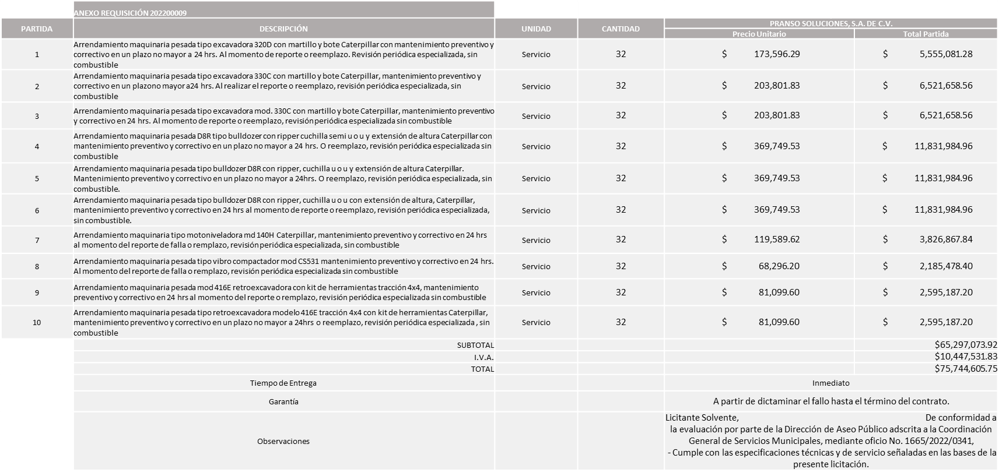 ANEXO REQUISICIÓN 202200009
PARTIDA DESCRIPCIÓN UNIDAD CANTIDAD PRANSO SOLUCIONES, S.A. DE C.V.
Precio Unitario Total Partida
Arrendamiento maquinaria pesada tipo excavadora 320D con martillo y bote Caterpillar con mantenimiento preventivo y
1 correctivo en un plazo no mayor a 24 hrs. Al momento de reporte o reemplazo. Revisión periódica especializada, sin Servicio 32 $ 173,596.29 $ 5,555,081.28
combustible
Arrendamiento maquinaria pesada tipo excavadora 330C con martillo y bote Caterpillar, mantenimiento preventivo y
2 correctivo en un plazono mayor a24 hrs. Al realizar el reporte o reemplazo, revisión periódica especializada, sin Servicio 32 $ 203,801.83 $ 6,521,658.56
combustible
Arrendamiento maquinaria pesada tipo excavadora mod. 330C con martillo y bote Caterpillar, mantenimiento preventivo
3 y correctivo en 24 hrs. Al momento de reporte o reemplazo, revisión periódica especializada sin combustible Servicio 32 $ 203,801.83 $ 6,521,658.56
Arrendamiento maquinaria pesada D8R tipo bulldozer con ripper cuchilla semi u o u y extensión de altura Caterpillar con
4 mantenimiento preventivo y correctivo en un plazo no mayor a 24 hrs. O reemplazo, revisión periódica especializada sin Servicio 32 $ 369,749.53 $ 11,831,984.96
combustible
Arrendamiento maquinaria pesada tipo bulldozer D8R con ripper, cuchilla u o u y extensión de altura Caterpillar.
5 Mantenimiento preventivo y correctivo en un plazo no mayor a 24hrs. O reemplazo, revisión periódica especializada, sin Servicio 32 $ 369,749.53 $ 11,831,984.96
combustible.
Arrendamiento maquinaria pesada tipo bulldozer D8R con ripper, cuchilla u o u con extensión de altura, Caterpillar,
6 mantenimiento preventivo y correctivo en 24 hrs al momento de reporte o reemplazo, revisión periódica especializada, Servicio 32 $ 369,749.53 $ 11,831,984.96
sin combustible.
Arrendamiento maquinaria tipo motoniveladora md 140H Caterpillar, mantenimiento preventivo y correctivo en 24 hrs
7 al momento del reporte de falla o remplazo, revisión periódica especializada, sin combustible Servicio 32 $ 119,589.62 $ 3,826,867.84
Arrendamiento maquinaria pesada tipo vibro compactador mod CS531 mantenimiento preventivo y correctivo en 24 hrs.
8 Al momento del reporte de falla o remplazo, revisión periódica especializada sin combustible Servicio 32 $ 68,296.20 $ 2,185,478.40
Arrendamiento maquinaria pesada mod 416E retroexcavadora con kit de herramientas tracción 4x4, mantenimiento
9 preventivo y correctivo en 24 hrs al momento del reporte o remplazo, revisión periódica especializada sin combustible Servicio 32 $ 81,099.60 $ 2,595,187.20
Arrendamiento maquinaria pesada tipo retroexcavadora modelo 416E tracción 4x4 con kit de herramientas Caterpillar,
10 mantenimiento preventivo y correctivo en un plazo no mayor a 24hrs o reemplazo, revisión periódica especializada , sin Servicio 32 $ 81,099.60 $ 2,595,187.20
combustible
SUBTOTAL $65,297,073.92
I.V.A. $10,447,531.83
TOTAL $75,744,605.75
Tiempo de Entrega Inmediato
Garantía A partir de dictaminar el fallo hasta el término del contrato.
Observaciones
Licitante Solvente, De conformidad a
la evaluación por parte de la Dirección de Aseo Público adscrita a la Coordinación
General de Servicios Municipales, mediante oficio No. 1665/2022/0341,
- Cumple con las especificaciones técnicas y de servicio señaladas en las bases de la
presente licitación.